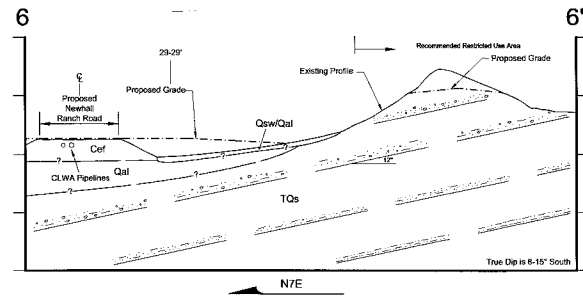 6
6'
29-29'
Recommended Restricted Use Area
Proposed Grade
Existing Profile
℄
Proposed
Newhall
Ranch Road
Proposed Grade
Qsw/Qal
Cef
?
?
?
CLWA Pipelines
Qal
?
?
?
12°
TQs
True Dip is 6-15° South
N7E